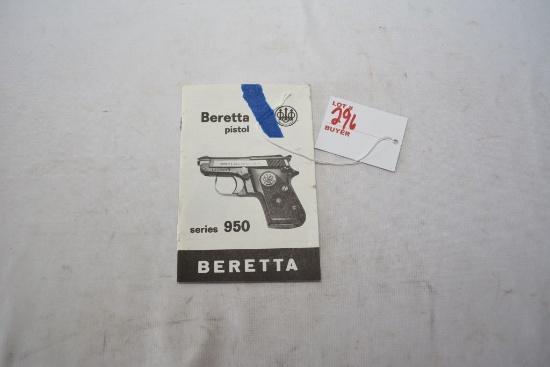 Beretta
pistol
series 950
BERETTA
LOT #
296
BUYER